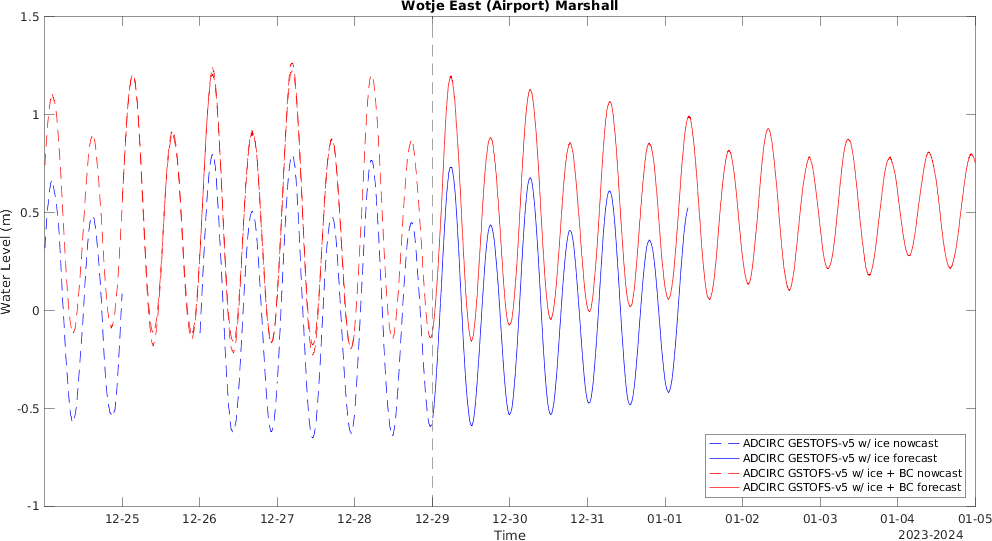 Wotje East (Airport) Marshall
1.5
1
0.5
0
-0.5
-1
Water Level (m)
12-25 12-26 12-27 12-28 12-29 12-30 12-31 01-01 01-02 01-03 01-04 01-05
Time
2023-2024
ADCIRC GESTOFS-v5 w/ ice nowcast
ADCIRC GESTOFS-v5 w/ ice forecast
ADCIRC GSTOFS-v5 w/ ice + BC nowcast
ADCIRC GSTOFS-v5 w/ ice + BC forecast